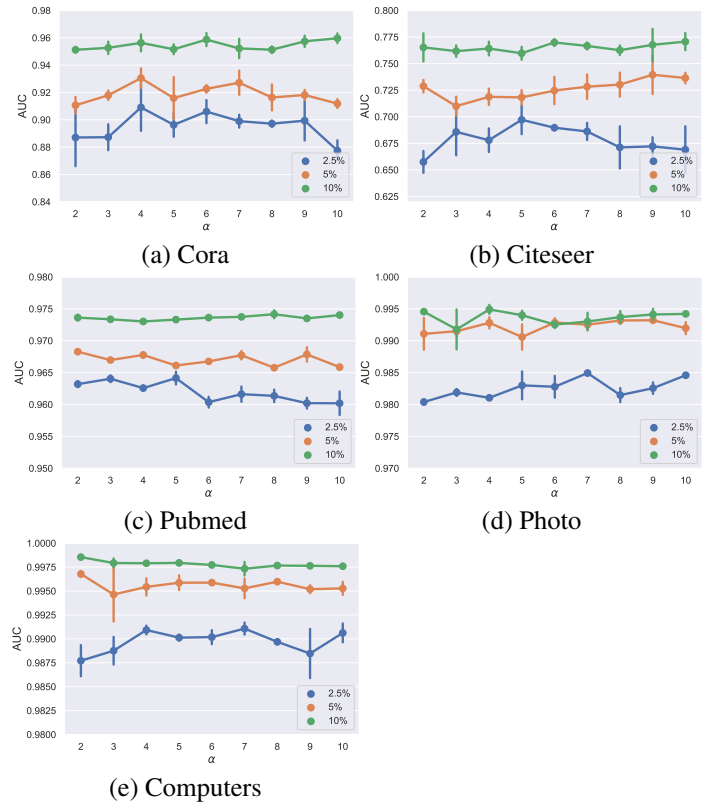 0.98
0.96
0.94
0.92
0.90
0.88
0.86
0.84
AUC
2 3 4 5 6 7 8 9 10
α
2.5%
5%
10%
(a) Cora
0.800
0.775
0.750
0.725
0.700
0.675
0.650
0.625
AUC
2 3 4 5 6 7 8 9 10
α
2.5%
5%
10%
(b) Citeseer
0.980
0.975
0.970
0.965
0.960
0.955
0.950
AUC
2 3 4 5 6 7 8 9 10
α
2.5%
5%
10%
(c) Pubmed
1.000
0.995
0.990
0.985
0.980
0.975
0.970
AUC
2 3 4 5 6 7 8 9 10
α
2.5%
5%
10%
(d) Photo
1.0000
0.9975
0.9950
0.9925
0.9900
0.9875
0.9850
0.9825
0.9800
AUC
2 3 4 5 6 7 8 9 10
α
2.5%
5%
10%
(e) Computers